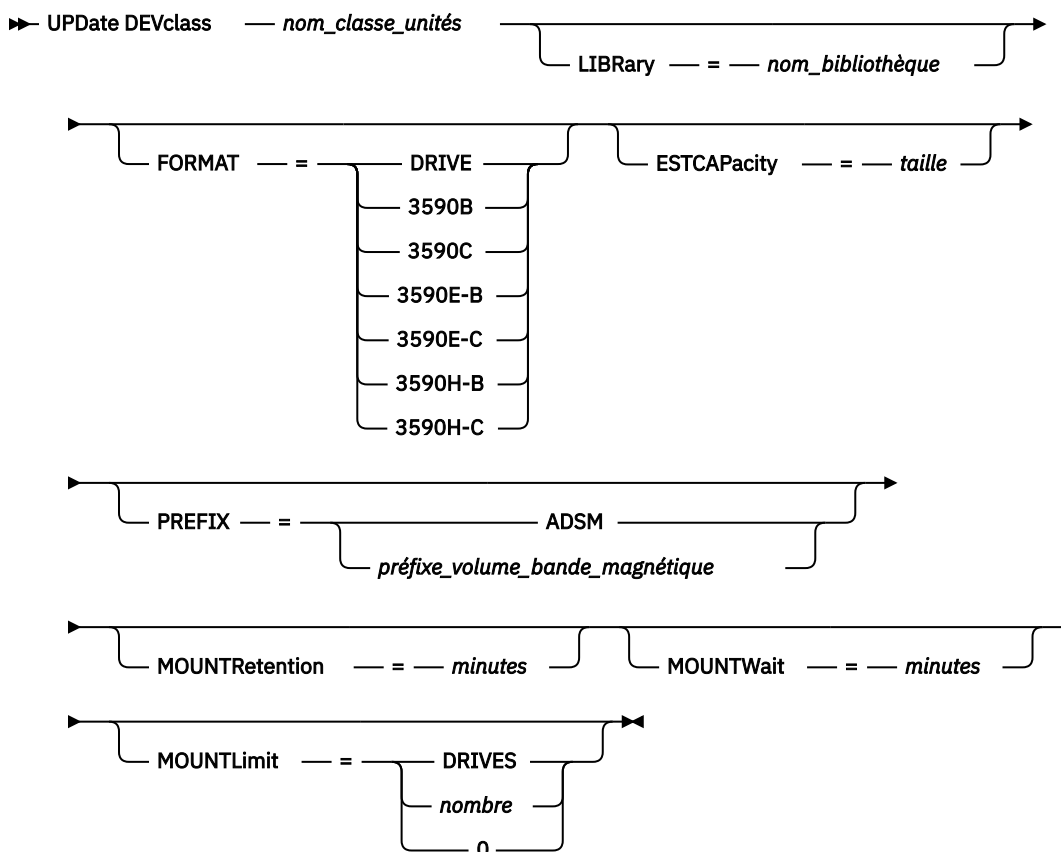 UPDate DEVclass — nom_classe_unités
LIBRary — = — nom_bibliothèque
FORMAT — = — DRIVE
3590B
3590C
3590E-B
3590E-C
3590H-B
3590H-C
ESTCAPacity — = — taille
PREFIX — = — ADSM
préfixe_volume_bande_magnétique
MOUNTRetention — = — minutes
MOUNTWait — = — minutes
MOUNTLimit — = — DRIVES
nombre
0